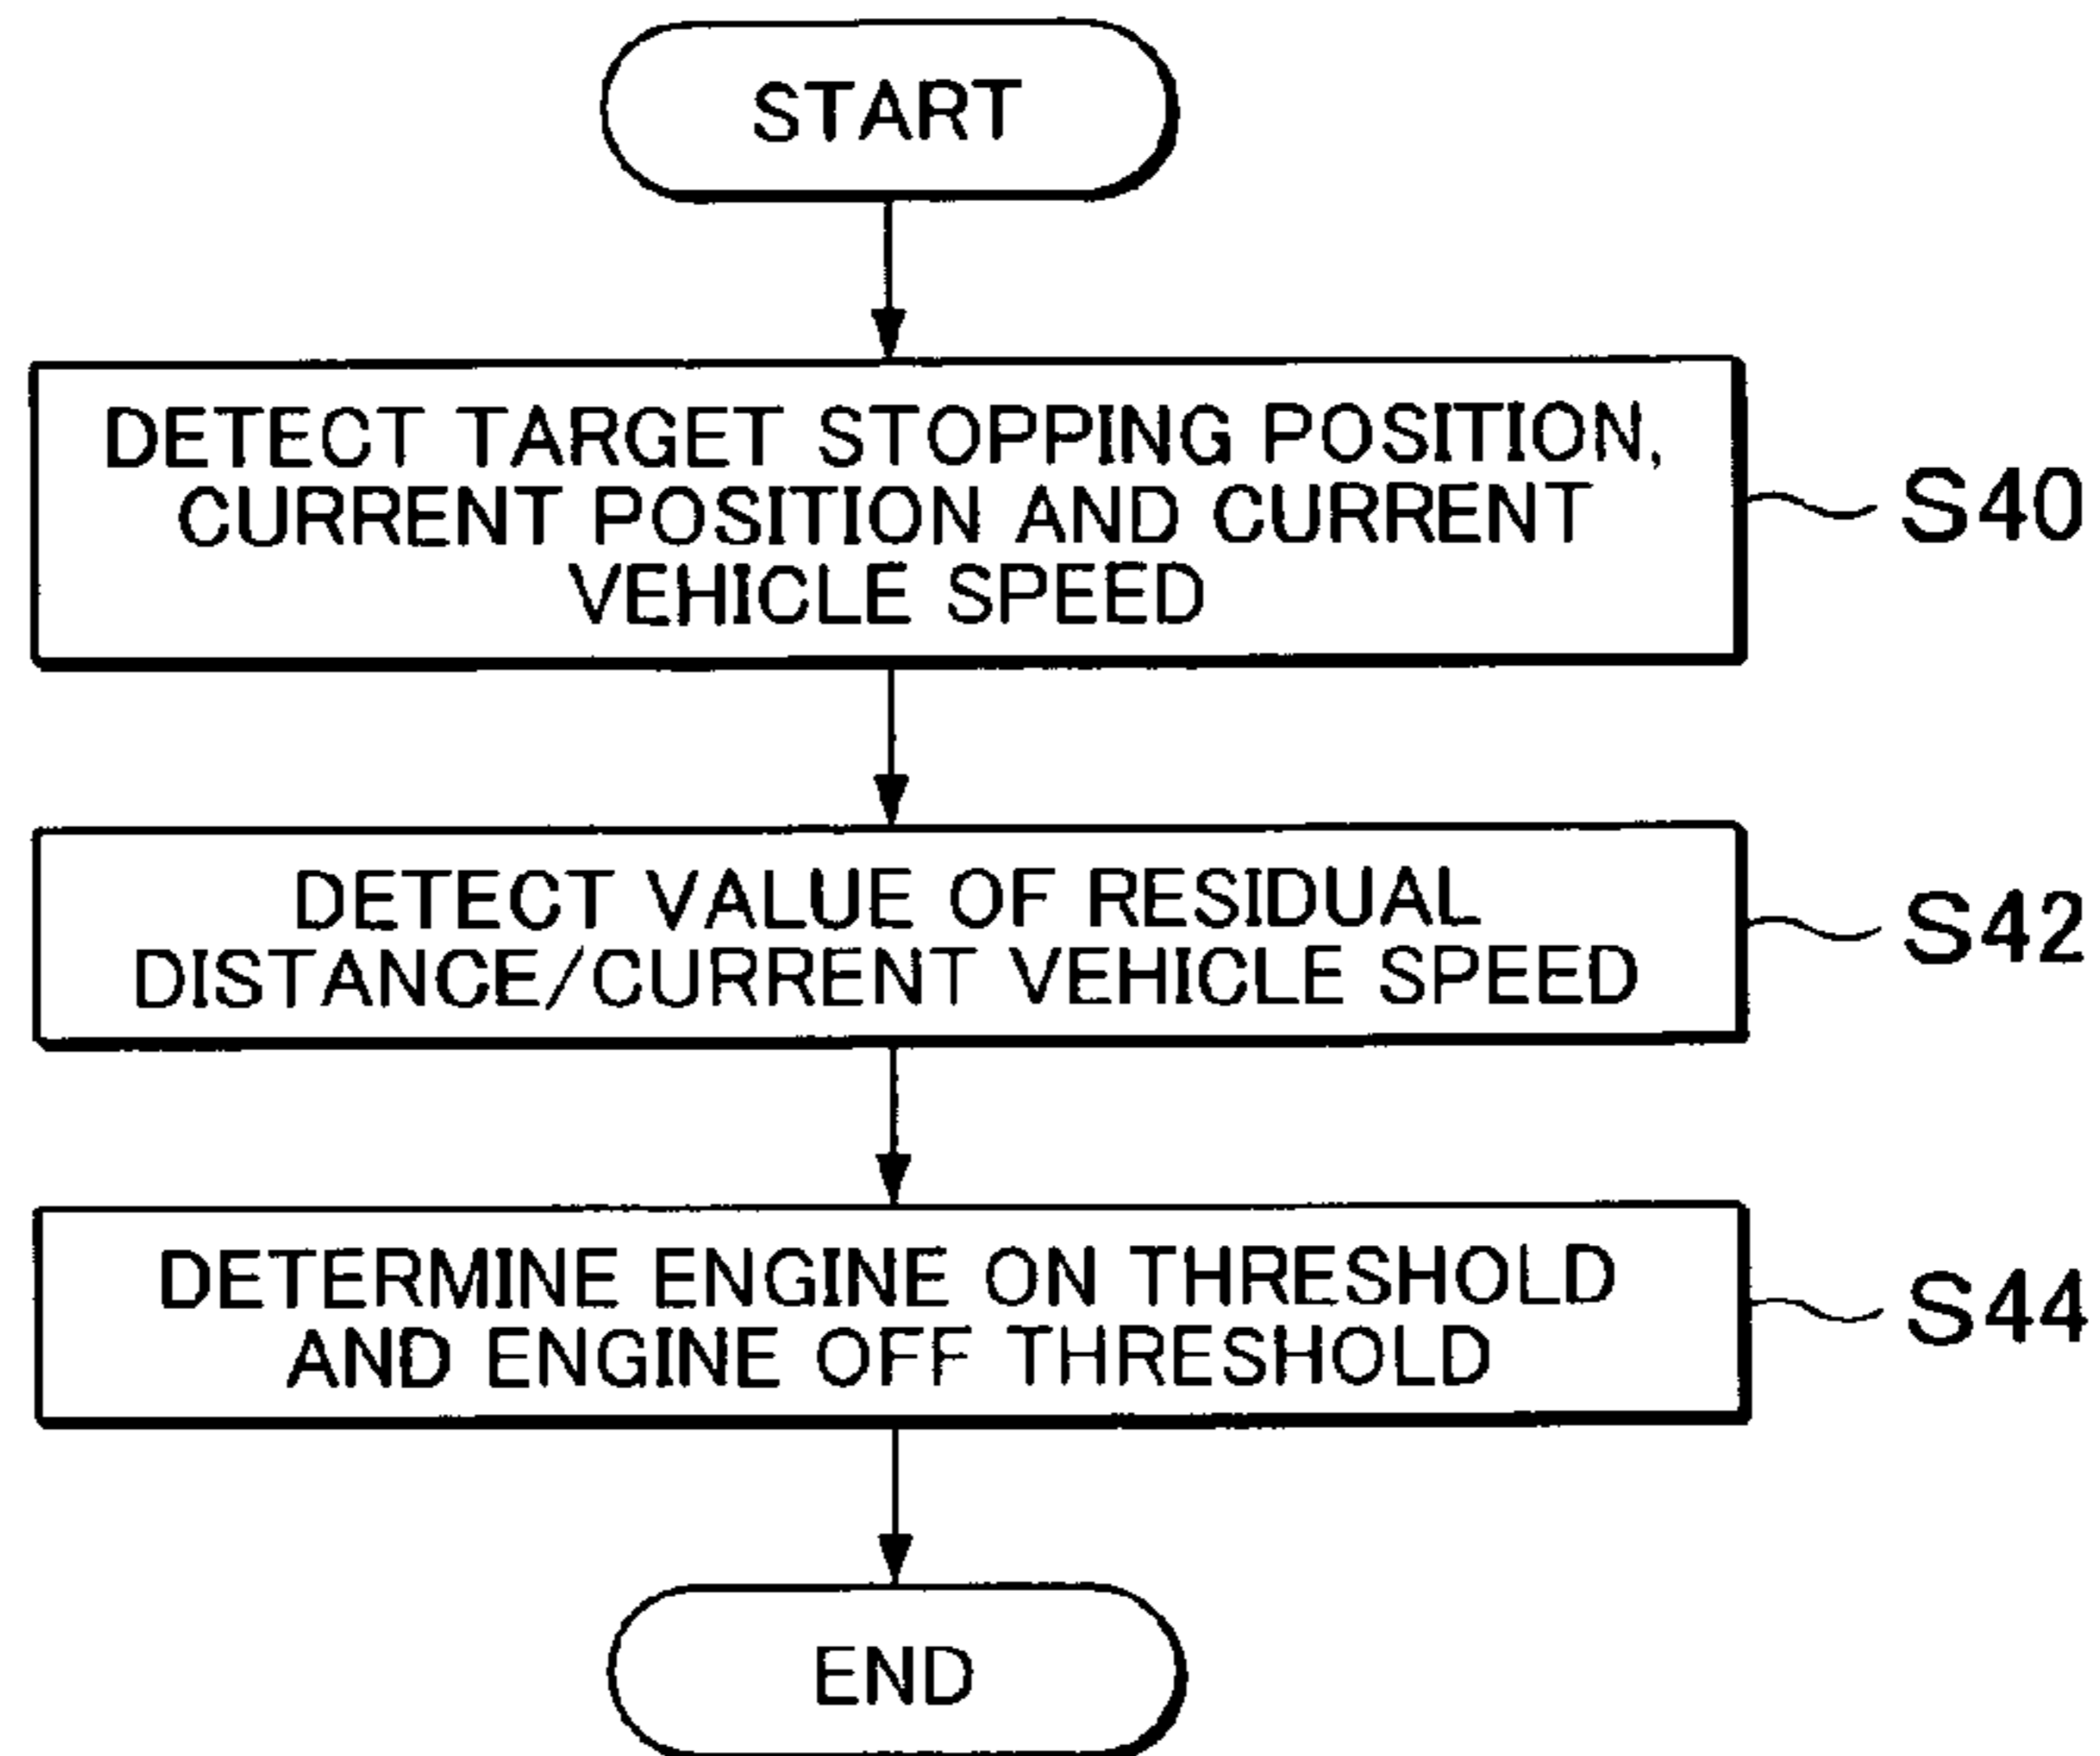 START
DETECT TARGET STOPPING POSITION,
CURRENT POSITION AND CURRENT
VEHICLE SPEED
S40
DETECT VALUE OF RESIDUAL
DISTANCE/CURRENT VEHICLE SPEED
S42
DETERMINE ENGINE ON THRESHOLD
AND ENGINE OFF THRESHOLD
S44
END